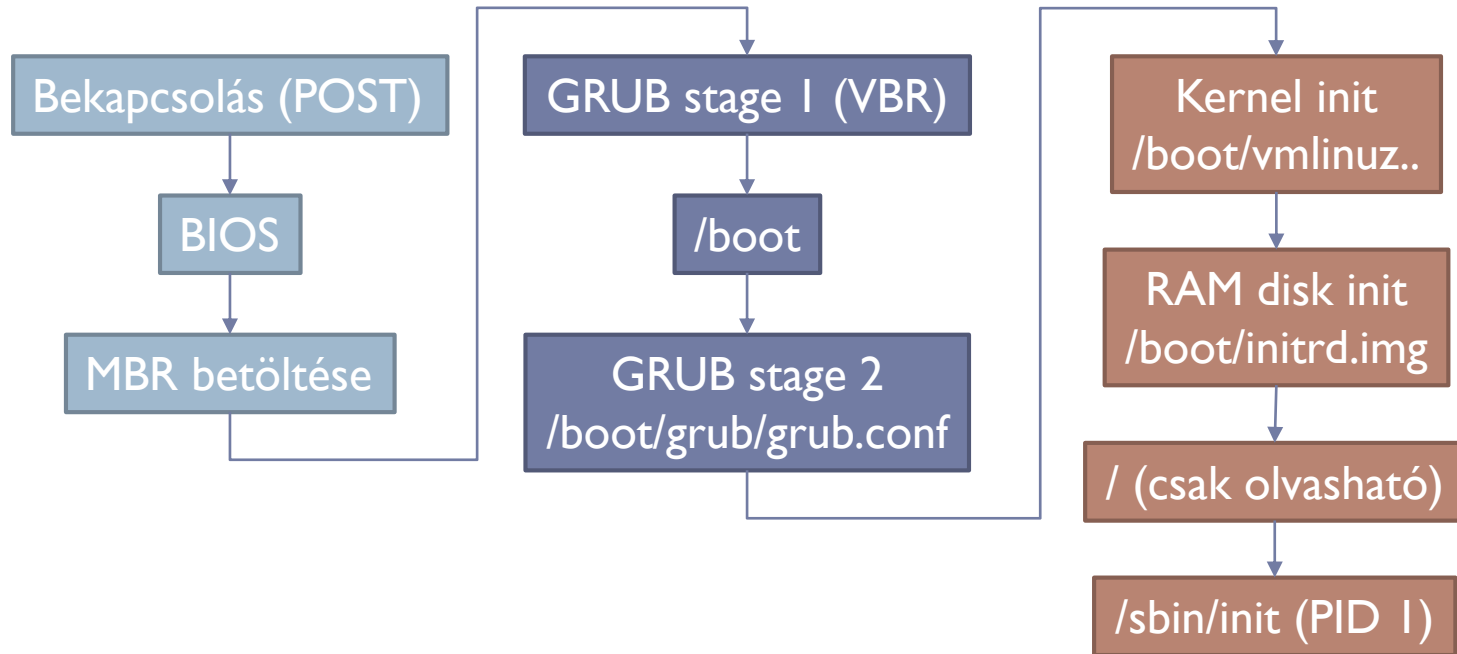 Bekapcsolás (POST)
BIOS
MBR betöltése
GRUB stage 1 (VBR)
/boot
GRUB stage 2
/boot/grub/grub.conf
Kernel init
/boot/vmlinuz..
RAM disk init
/boot/initrd.img
/ (csak olvasható)
/sbin/init (PID 1)